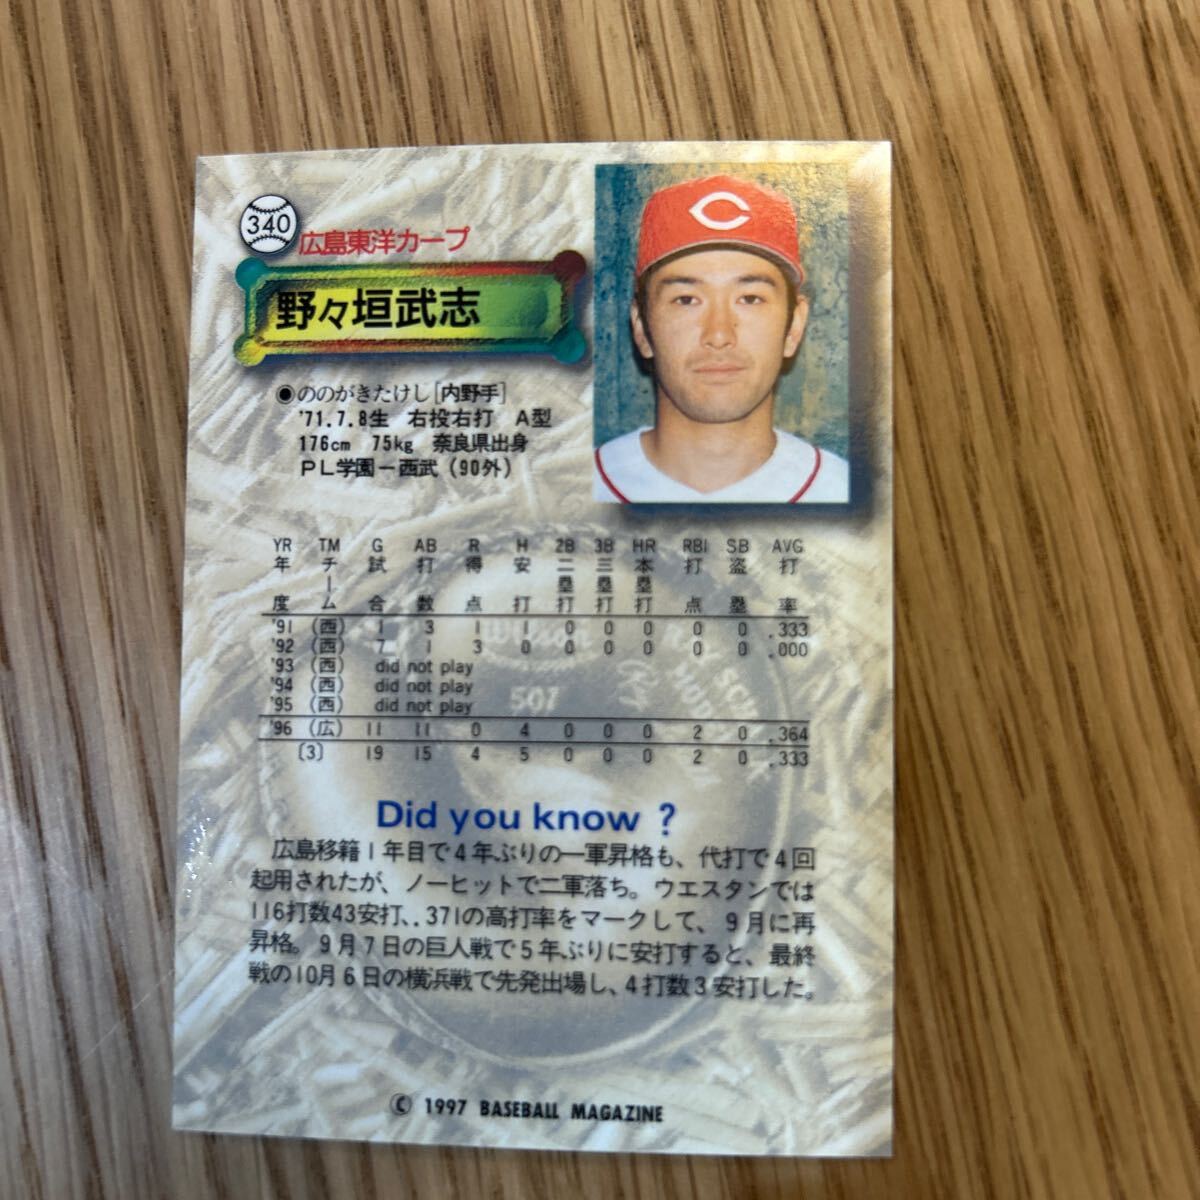 340
広島東洋カープ
野々垣武志
◉ののがきたけし[内野手]
'71.7.8生 右投右打 A型
176cm 75kg 奈良県出身
PL学園－西武(90外)
YR TM G AB R H 2B 3B HR RBI SB AVG
年度 チーム 試合 打数 得点 安打 二塁打 三塁打 本塁打 打点 盗塁 打率
'91 (西) 1 3 1 1 0 0 0 0 0 .333
'92 (西) 7 1 3 0 0 0 0 0 0 .000
'93 (西) did not play
'94 (西) did not play
'95 (西) did not play
'96 (広) 11 11 0 4 0 0 0 2 0 .364
〔3〕 19 15 4 5 0 0 0 2 0 .333
Wilson
507
Did you know ?
広島移籍1年目で4年ぶりの一軍昇格も、代打で4回
起用されたが、ノーヒットで二軍落ち。ウエスタンでは
116打数43安打、.371の高打率をマークして、9月に再
昇格。9月7日の巨人戦で5年ぶりに安打すると、最終
戦の10月6日の横浜戦で先発出場し、4打数3安打した。
© 1997 BASEBALL MAGAZINE